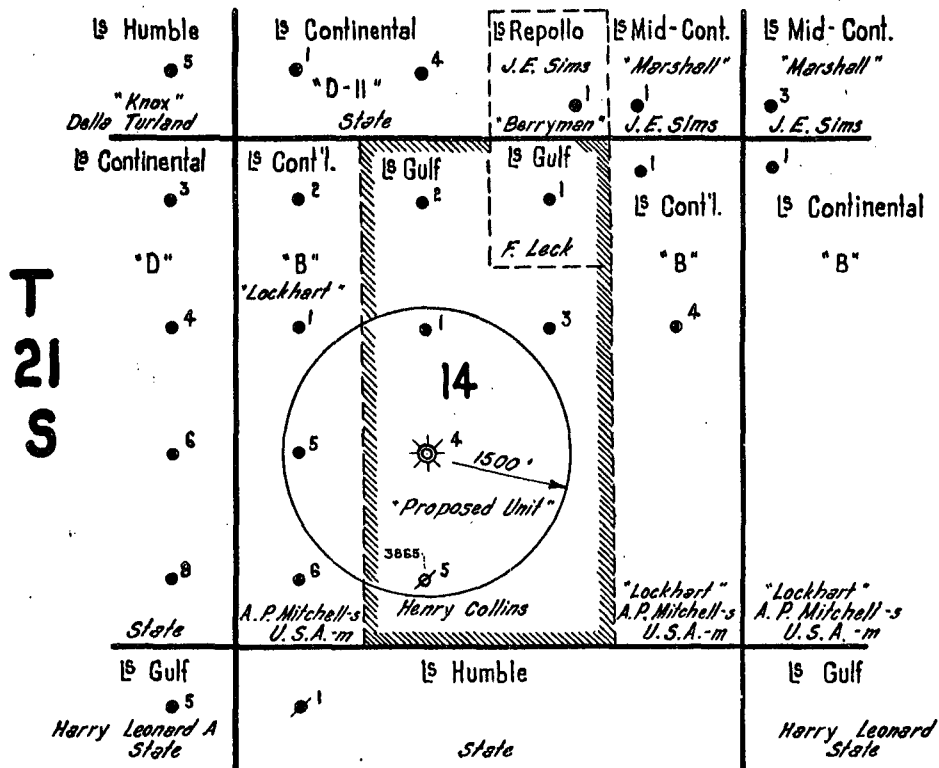 Ls Humble
5
"Knox"
Della Turland
Ls Continental
1
4
"D-11"
State
Ls Repollo
J.E. Sims
1
"Berryman"
Ls Mid-Cont.
"Marshall"
1
J.E. Sims
Ls Mid-Cont.
"Marshall"
3
J.E. Sims
Ls Continental
3
"D"
4
6
8
State
Ls Cont'l.
2
"B"
"Lockhart"
1
5
6
A.P. Mitchell-s
U.S.A.-m
Ls Gulf
2
Ls Gulf
1
F. Leck
1
3
14
4
1500'
"Proposed Unit"
3865
5
Henry Collins
1
Ls Cont'l.
"B"
4
"Lockhart"
A.P. Mitchell-s
U.S.A.-m
1
Ls Continental
"B"
"Lockhart"
A.P. Mitchell-s
U.S.A.-m
T
21
S
Ls Gulf
5
Harry Leonard A
State
Ls Humble
1
State
Ls Gulf
Harry Leonard
State